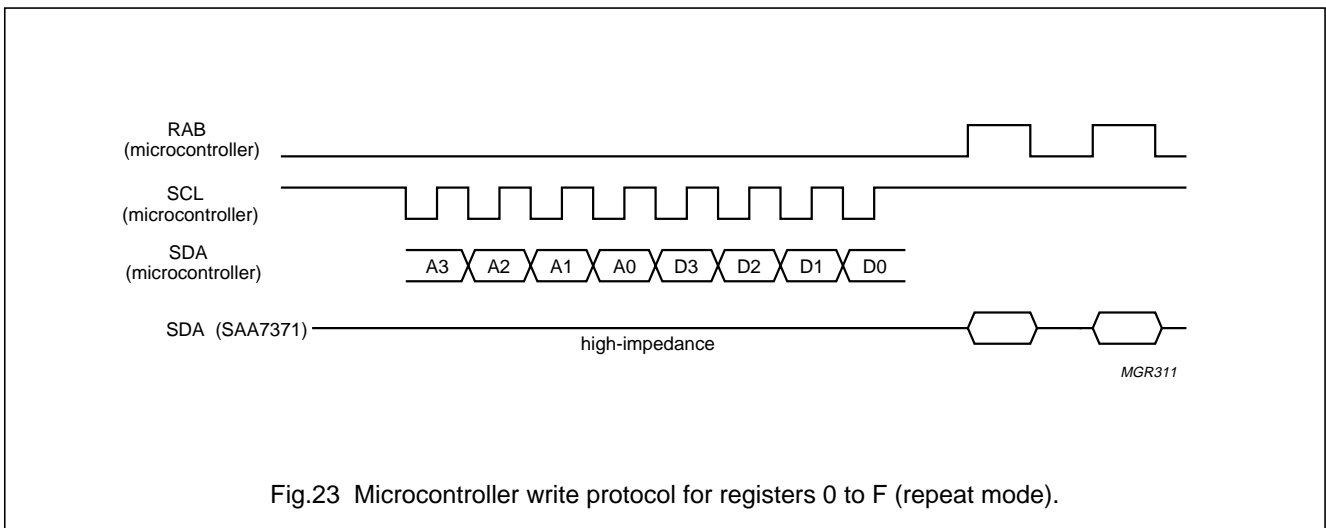 RAB
(microcontroller)
SCL
(microcontroller)
SDA
(microcontroller)
A3 A2 A1 A0 D3 D2 D1 D0
SDA (SAA7371)
high-impedance
MGR311
Fig.23 Microcontroller write protocol for registers 0 to F (repeat mode).